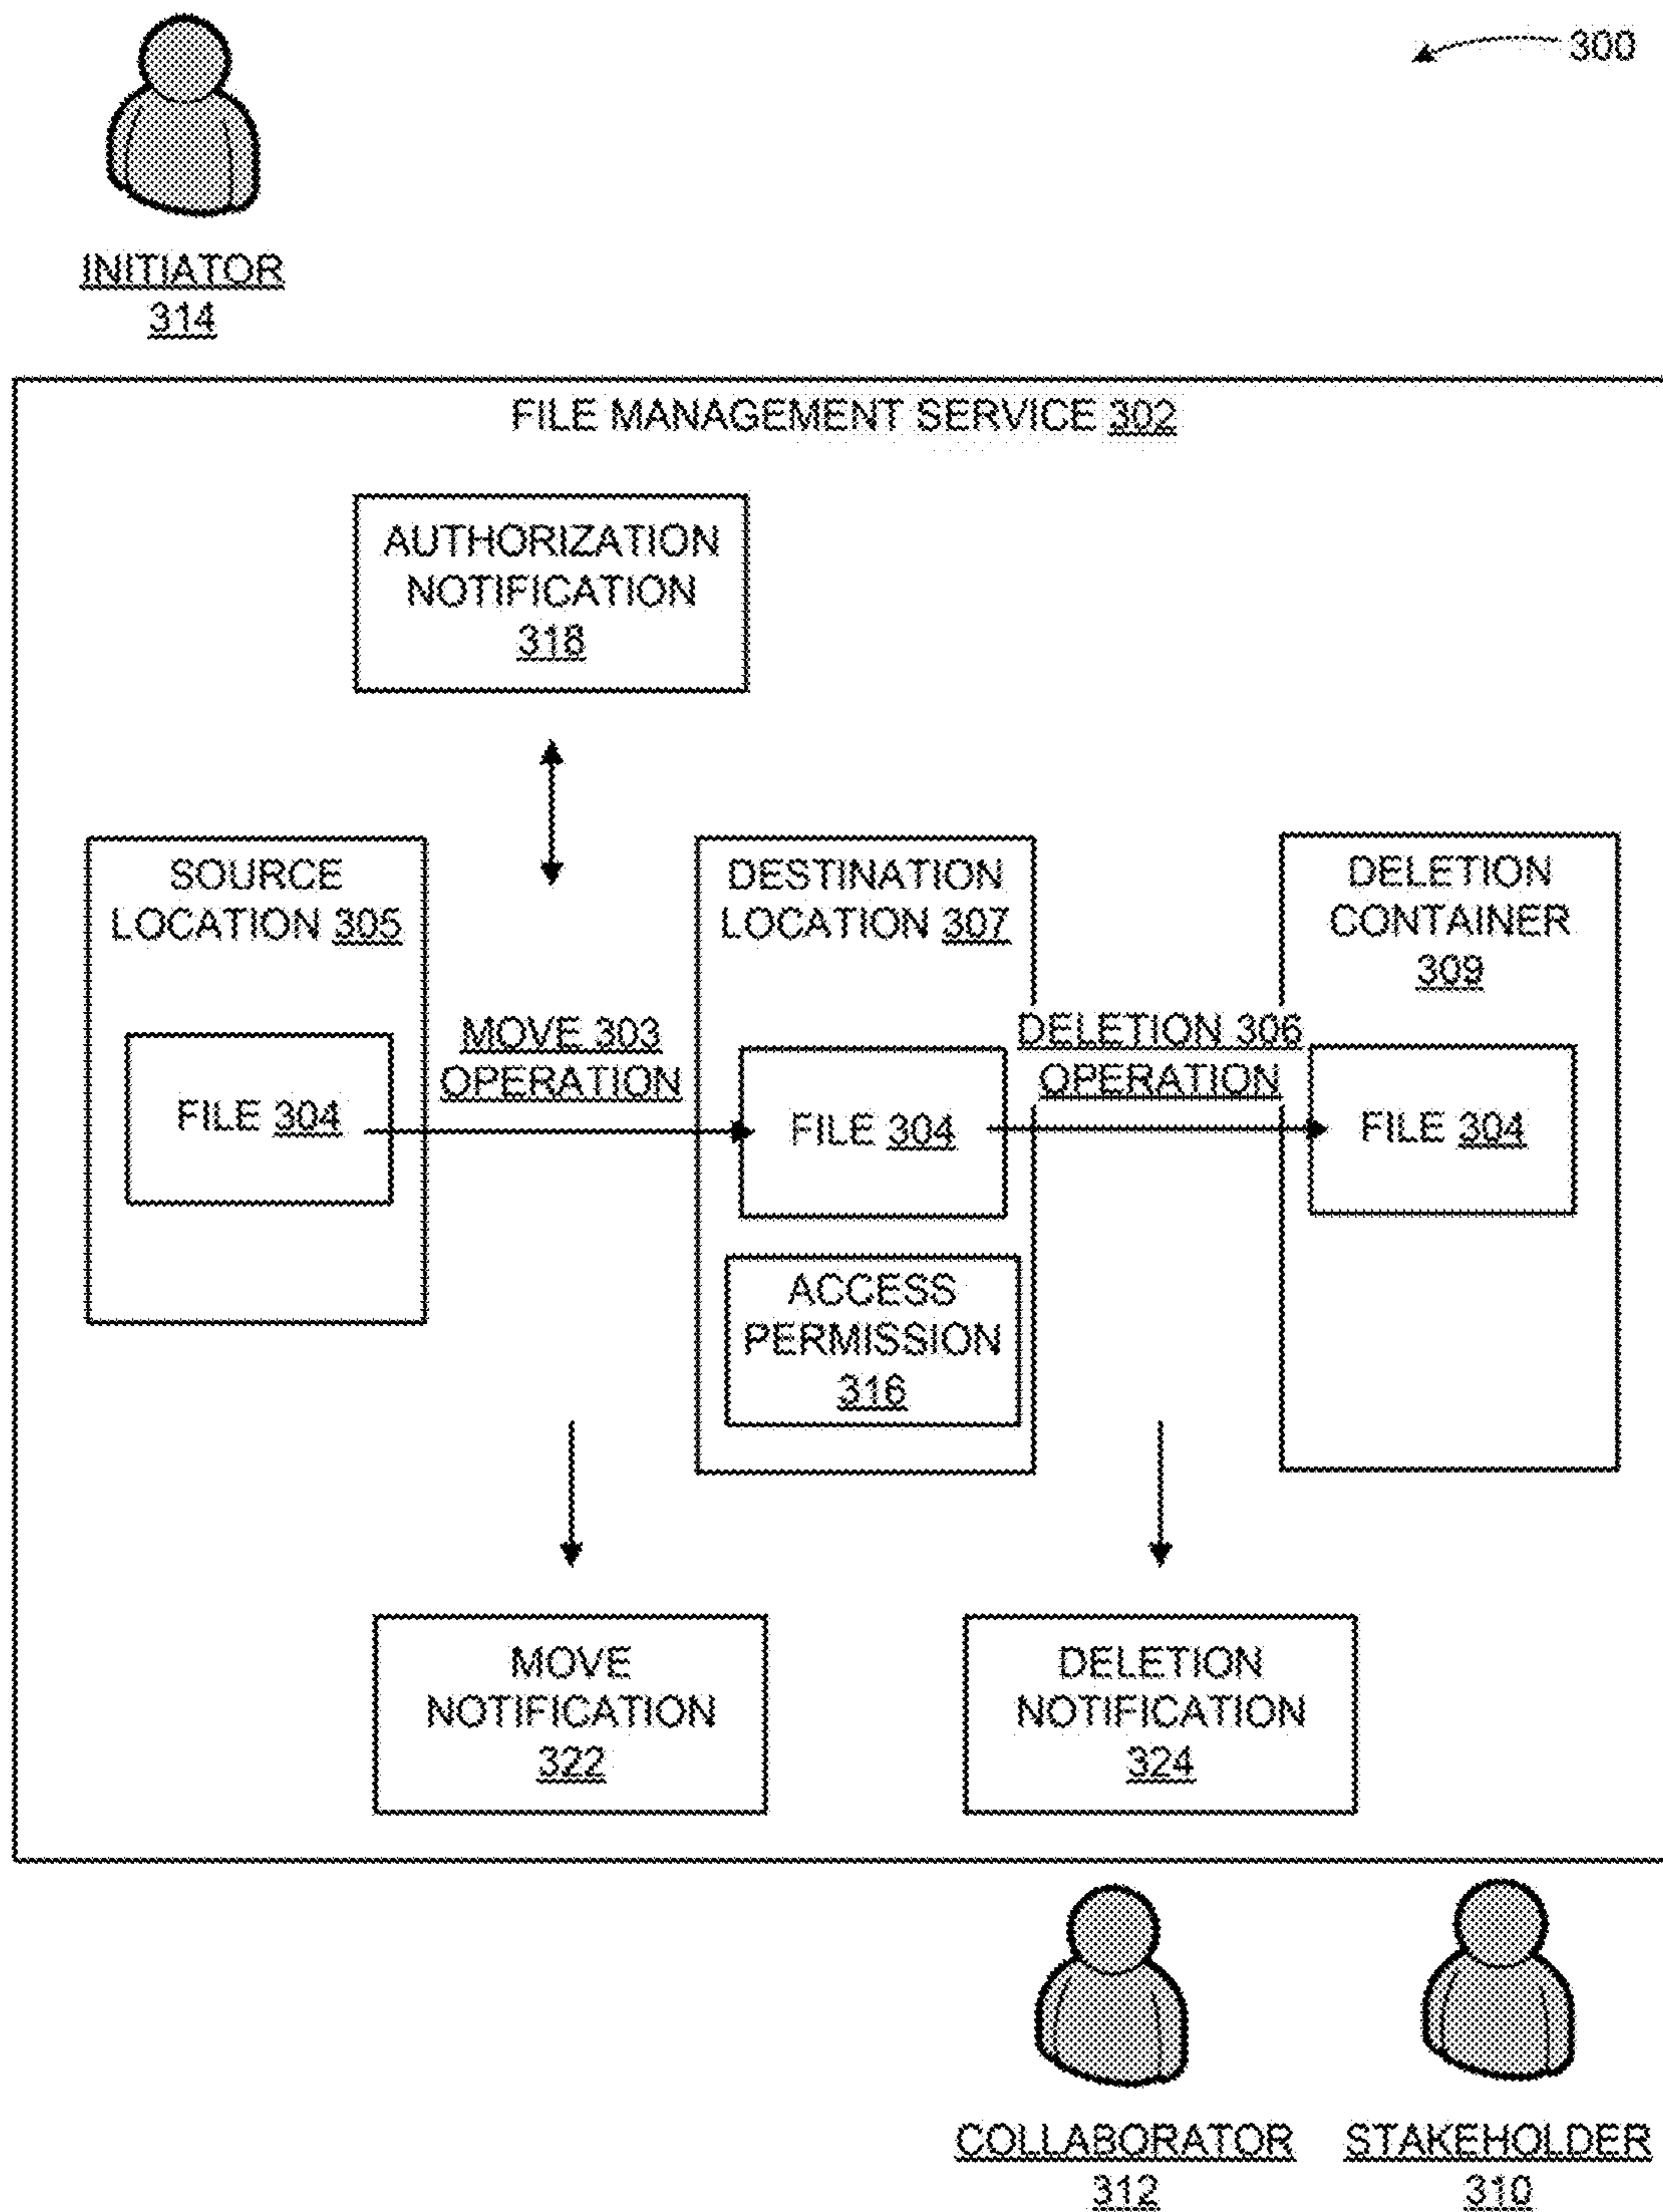 300
INITIATOR
314
FILE MANAGEMENT SERVICE 302
AUTHORIZATION
NOTIFICATION
318
SOURCE
LOCATION 305
DESTINATION
LOCATION 307
DELETION
CONTAINER
309
MOVE 303
OPERATION
DELETION 306
OPERATION
FILE 304
FILE 304
FILE 304
ACCESS
PERMISSION
316
MOVE
NOTIFICATION
322
DELETION
NOTIFICATION
324
COLLABORATOR
312
STAKEHOLDER
310